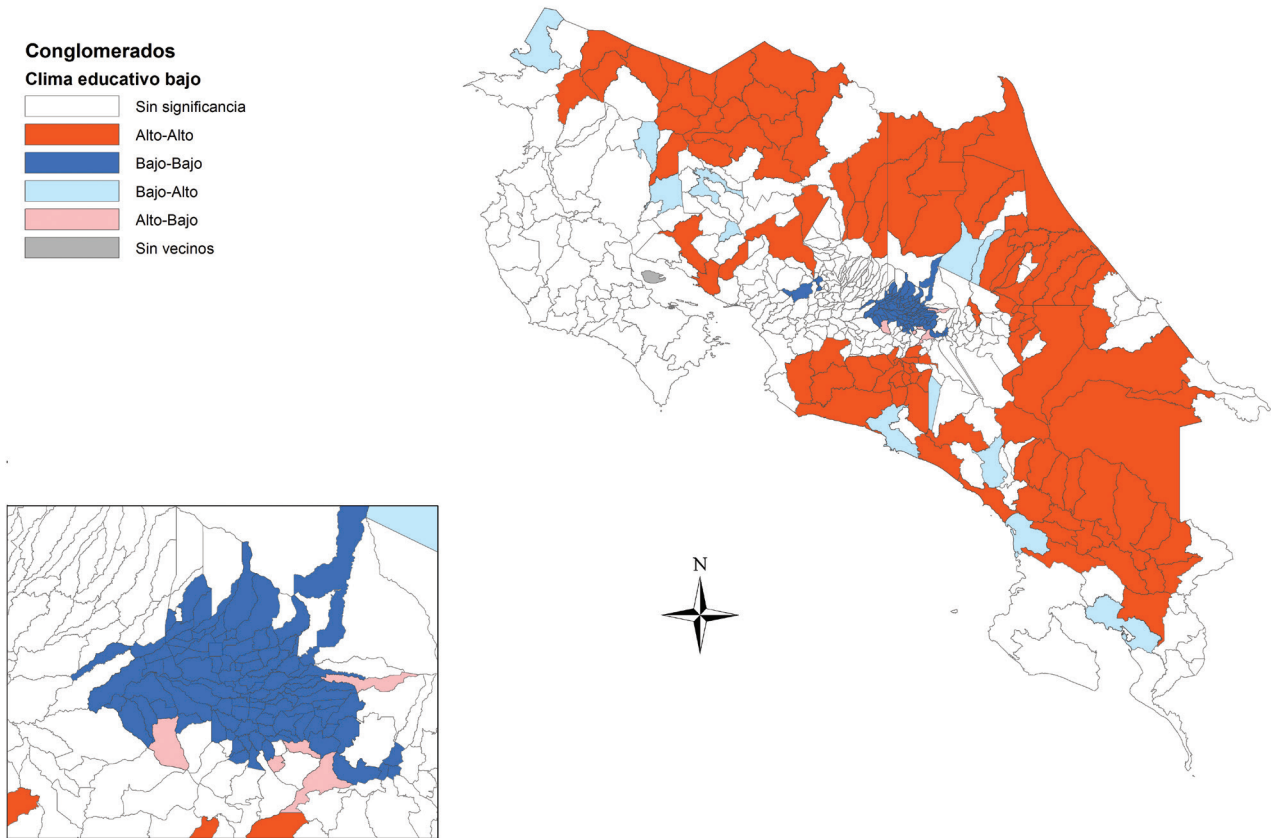 Conglomerados
Clima educativo bajo
Sin significancia
Alto-Alto
Bajo-Bajo
Bajo-Alto
Alto-Bajo
Sin vecinos
N